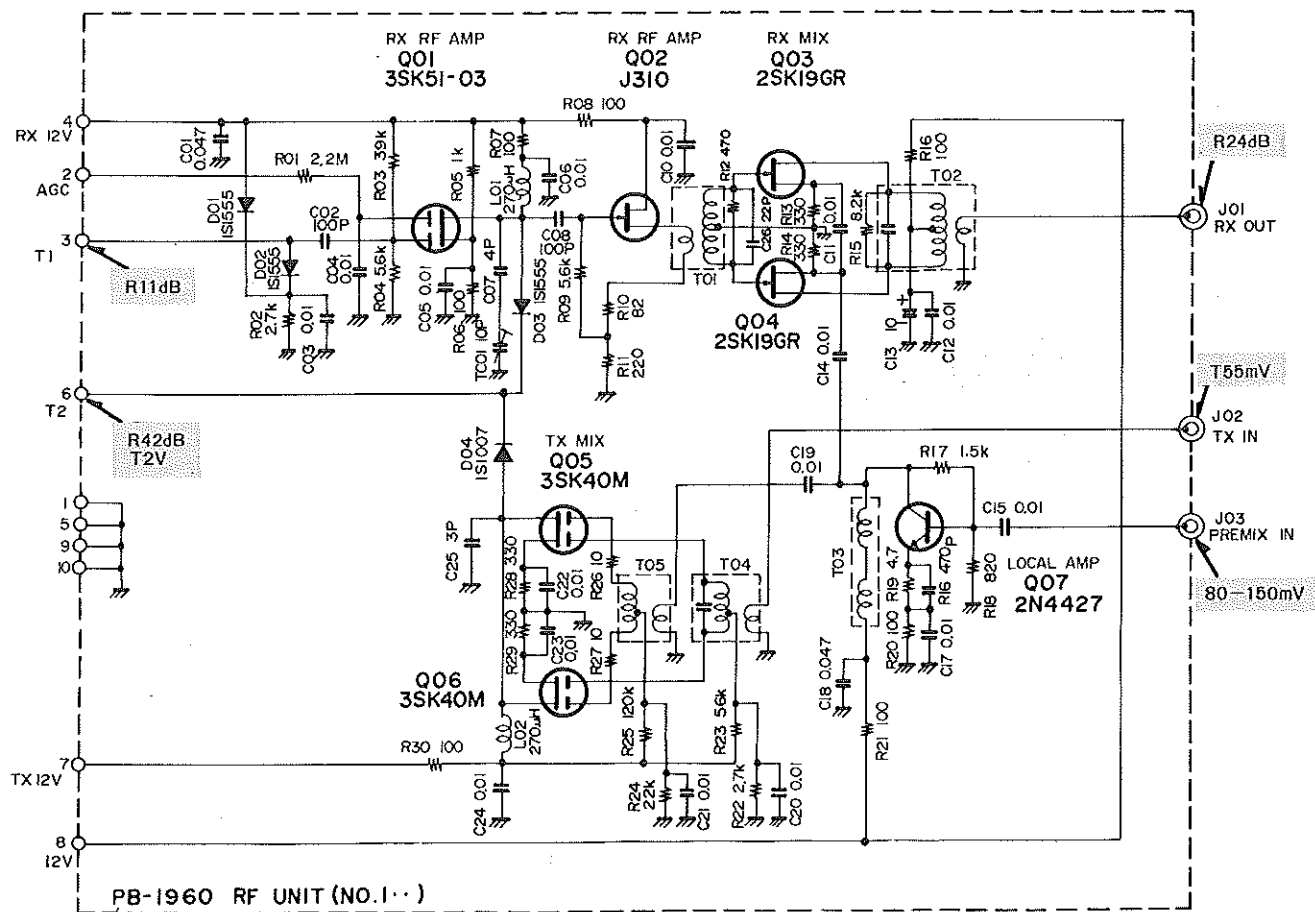 RX RF AMP
Q01
3SK51-03
RX RF AMP
Q02
J310
RX MIX
Q03
2SK19GR
4
RX 12V
C01
0.047
R01 2.2M
2
AGC
D01
1S1555
C02
100P
3
T1
R11dB
D02
1S1555
R02
2.7k
C03 0.01
C04
0.01
R03 39k
R04 5.6k
R05 1k
C05 0.01
R06 100
R07
100
L01
270µH
C06
0.01
C07 4P
TC01 10P
C08
100P
D03 1S1555
R08 100
R09 5.6k
R10
82
R11
220
C10 0.01
R12 470
T01
C26 22P
R13
330
R14
330
C11 0.01
Q04
2SK19GR
C14 0.01
R15 8.2k
R16
100
T02
C13 10
+
C12 0.01
R24dB
J01
RX OUT
6
T2
R42dB
T2V
D04
1S1007
TX MIX
Q05
3SK40M
T55mV
J02
TX IN
1
5
9
10
C25 3P
R28 330
C22
0.01
R26 10
T05
T04
R29 330
C23
0.01
R27 10
Q06
3SK40M
C19
0.01
R17 1.5k
C15 0.01
J03
PREMIX IN
80-150mV
T03
R19 4.7
R16 470P
R18 820
LOCAL AMP
Q07
2N4427
R20 100
C17 0.01
C18 0.047
R21 100
L02
270µH
R25 120k
R23 56k
R30 100
7
TX 12V
C24 0.01
R24
22k
C21 0.01
R22 2.7k
C20 0.01
8
12V
PB-1960 RF UNIT (NO.1··)